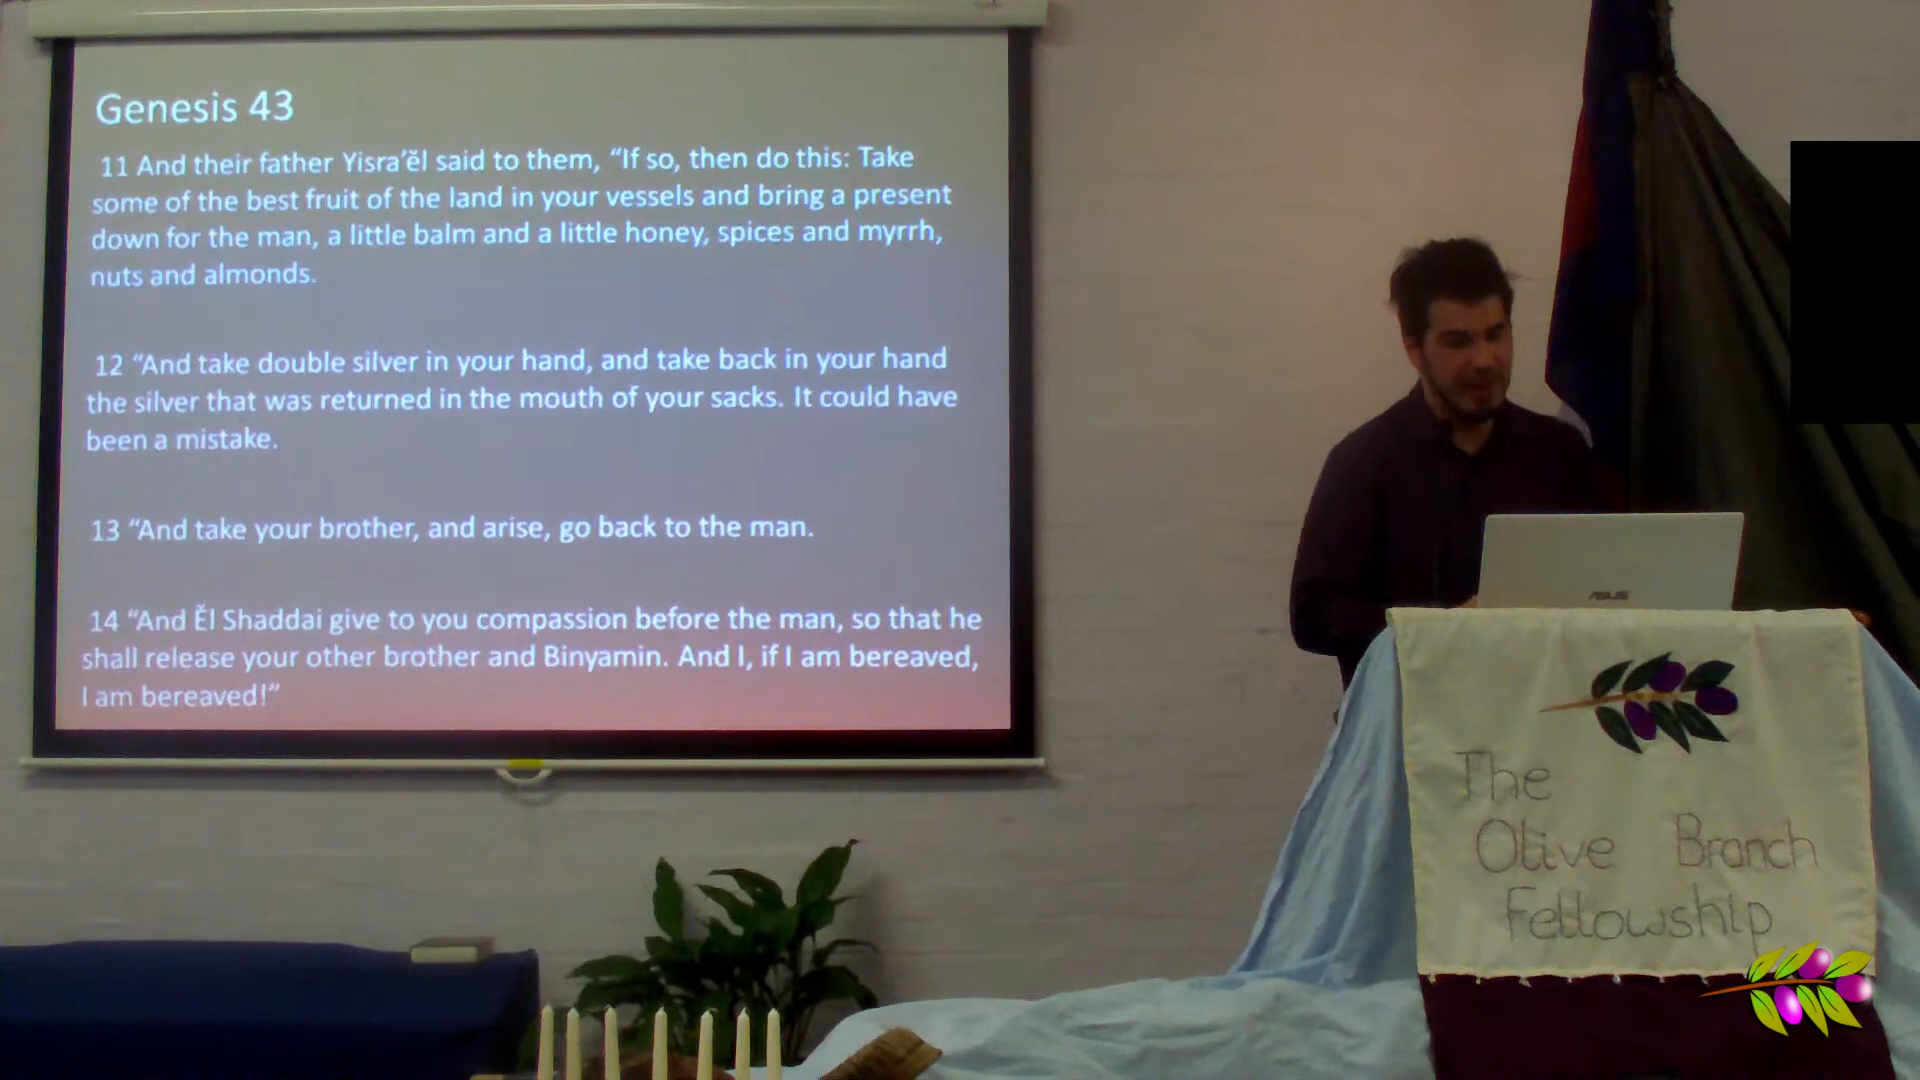 Genesis 43
11 And their father Yisra’ĕl said to them, “If so, then do this: Take
some of the best fruit of the land in your vessels and bring a present
down for the man, a little balm and a little honey, spices and myrrh,
nuts and almonds.
12 “And take double silver in your hand, and take back in your hand
the silver that was returned in the mouth of your sacks. It could have
been a mistake.
13 “And take your brother, and arise, go back to the man.
14 “And Ĕl Shaddai give to you compassion before the man, so that he
shall release your other brother and Binyamin. And I, if I am bereaved,
I am bereaved!”
ASUS
The
Olive Branch
Fellowship